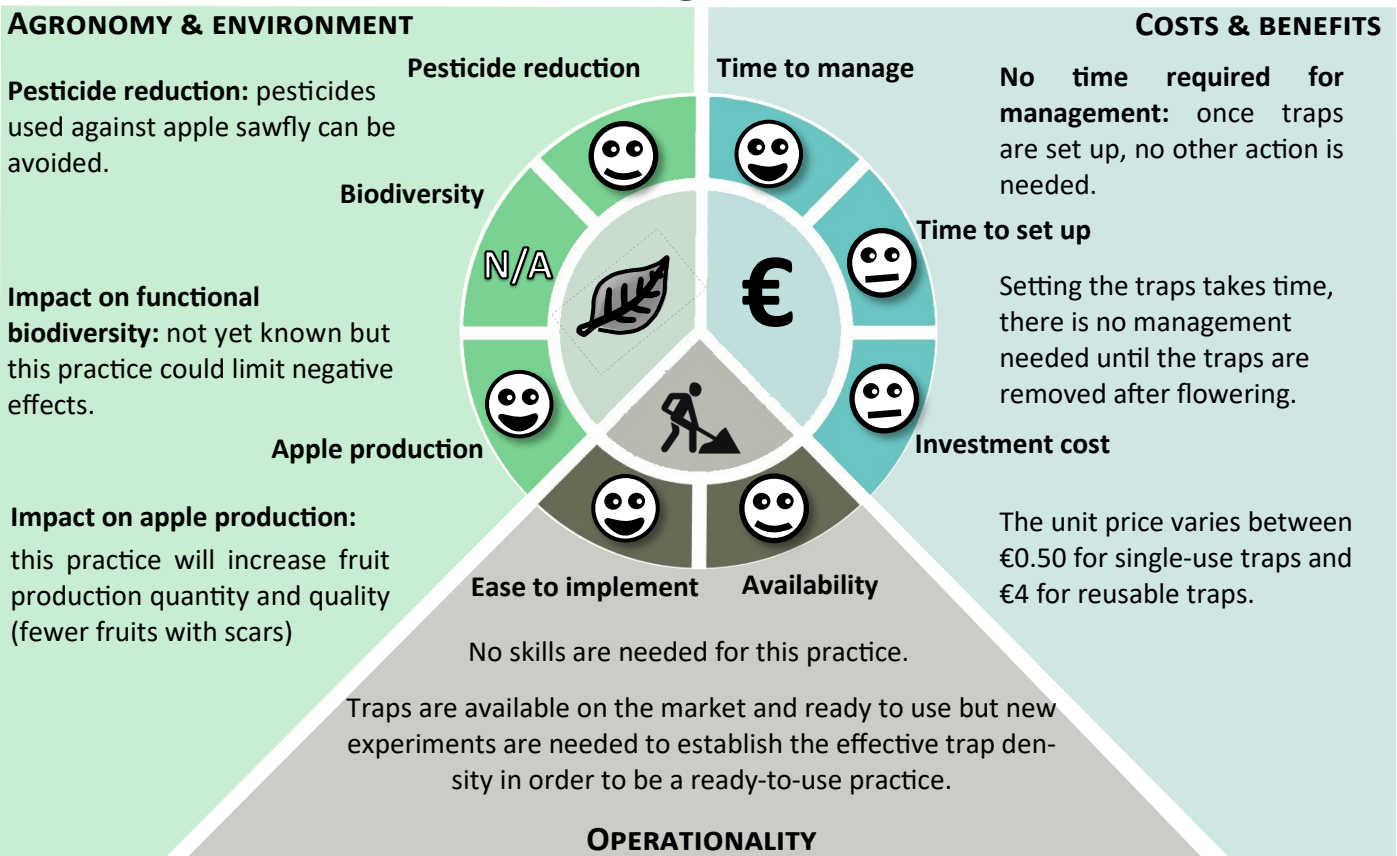 AGRONOMY & ENVIRONMENT
Pesticide reduction: pesticides
used against apple sawfly can be
avoided.
Impact on functional
biodiversity: not yet known but
this practice could limit negative
effects.
Impact on apple production:
this practice will increase fruit
production quantity and quality
(fewer fruits with scars)
Pesticide reduction
Biodiversity
N/A
Apple production
COSTS & BENEFITS
Time to manage
€
Time to set up
Investment cost
No time required for
management: once traps
are set up, no other action is
needed.
Setting the traps takes time,
there is no management
needed until the traps are
removed after flowering.
The unit price varies between
€0.50 for single-use traps and
€4 for reusable traps.
Ease to implement
Availability
No skills are needed for this practice.
Traps are available on the market and ready to use but new
experiments are needed to establish the effective trap den-
sity in order to be a ready-to-use practice.
OPERATIONALITY